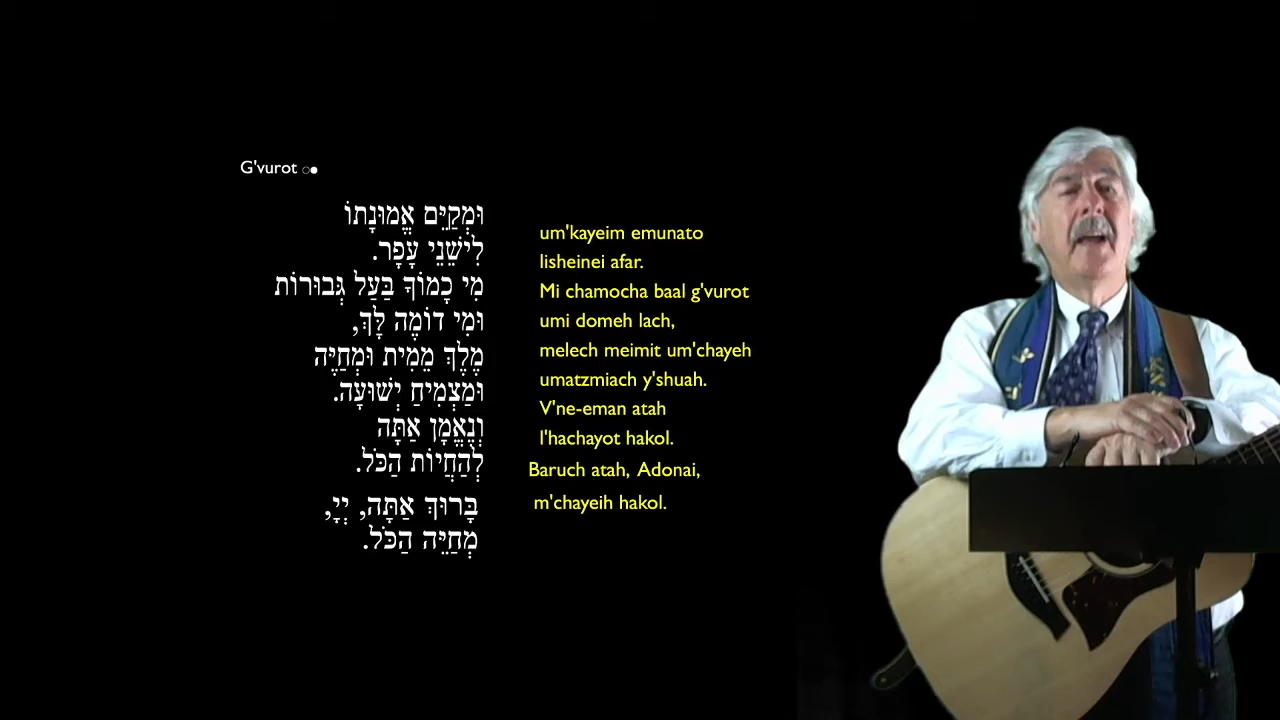 G'vurot ○●
וּמְקַיֵּם אֱמוּנָתוֹ
לִישֵׁנֵי עָפָר.
מִי כָמֽוֹךָ בַּֽעַל גְּבוּרוֹת
וּמִי דֽוֹמֶה לָּךְ,
מֶֽלֶךְ מֵמִית וּמְחַיֶּה
וּמַצְמִֽיחַ יְשׁוּעָה.
וְנֶאֱמָן אַתָּה
לְהַחֲיוֹת הַכֹּל.
בָּרוּךְ אַתָּה, יְיָ,
מְחַיֵּה הַכֹּל.
um'kayeim emunato
lisheinei afar.
Mi chamocha baal g'vurot
umi domeh lach,
melech meimit um'chayeh
umatzmiach y'shuah.
V'ne-eman atah
l'hachayot hakol.
Baruch atah, Adonai,
m'chayeih hakol.